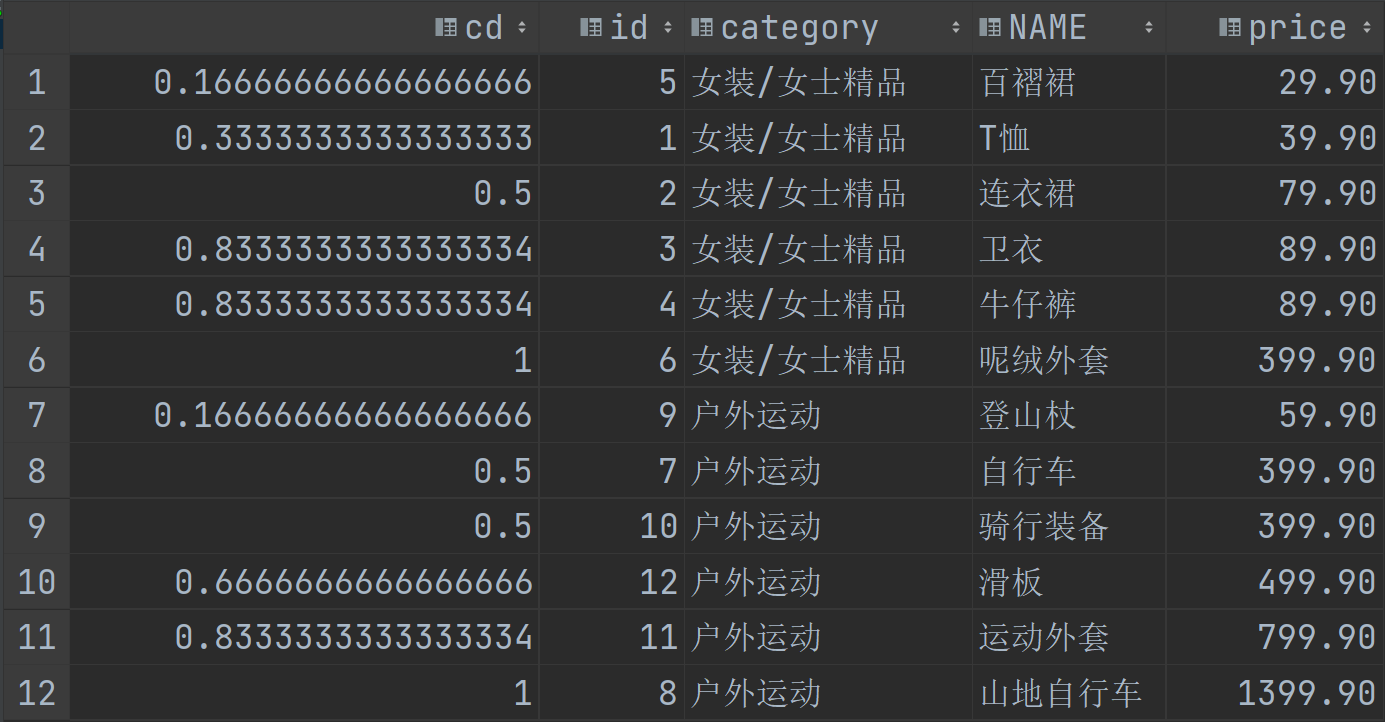 cd id category NAME price
1 0.16666666666666666 5 女装/女士精品 百褶裙 29.90
2 0.3333333333333333 1 女装/女士精品 T恤 39.90
3 0.5 2 女装/女士精品 连衣裙 79.90
4 0.8333333333333334 3 女装/女士精品 卫衣 89.90
5 0.8333333333333334 4 女装/女士精品 牛仔裤 89.90
6 1 6 女装/女士精品 呢绒外套 399.90
7 0.16666666666666666 9 户外运动 登山杖 59.90
8 0.5 7 户外运动 自行车 399.90
9 0.5 10 户外运动 骑行装备 399.90
10 0.6666666666666666 12 户外运动 滑板 499.90
11 0.8333333333333334 11 户外运动 运动外套 799.90
12 1 8 户外运动 山地自行车 1399.90